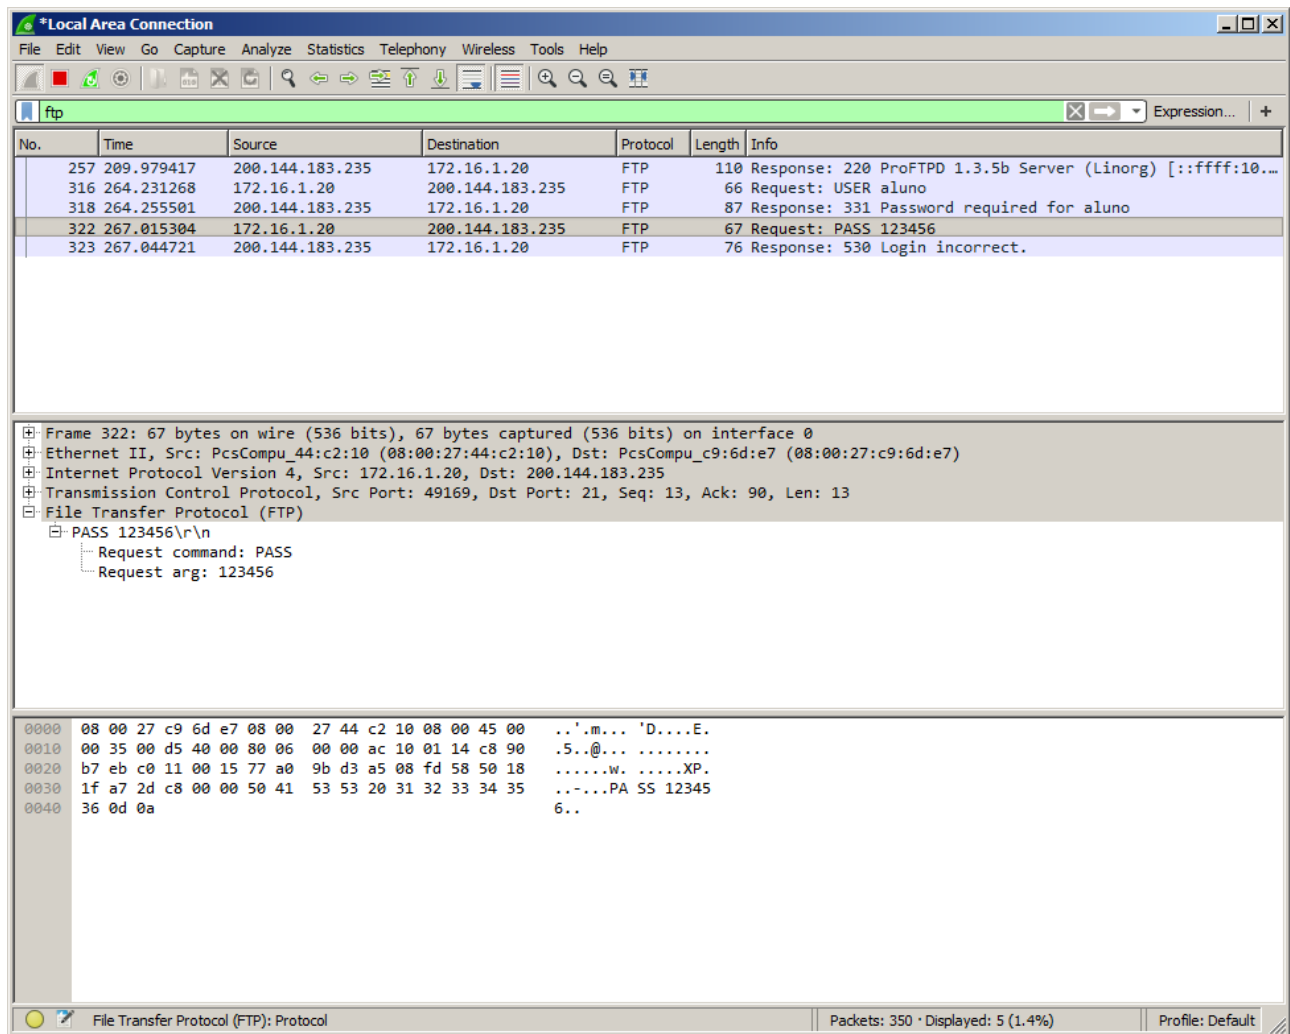 *Local Area Connection
File Edit View Go Capture Analyze Statistics Telephony Wireless Tools Help
ftp Expression... +
No. Time Source Destination Protocol Length Info
257 209.979417 200.144.183.235 172.16.1.20 FTP 110 Response: 220 ProFTPD 1.3.5b Server (Linorg) [::ffff:10.…
316 264.231268 172.16.1.20 200.144.183.235 FTP 66 Request: USER aluno
318 264.255501 200.144.183.235 172.16.1.20 FTP 87 Response: 331 Password required for aluno
322 267.015304 172.16.1.20 200.144.183.235 FTP 67 Request: PASS 123456
323 267.044721 200.144.183.235 172.16.1.20 FTP 76 Response: 530 Login incorrect.
Frame 322: 67 bytes on wire (536 bits), 67 bytes captured (536 bits) on interface 0
Ethernet II, Src: PcsCompu_44:c2:10 (08:00:27:44:c2:10), Dst: PcsCompu_c9:6d:e7 (08:00:27:c9:6d:e7)
Internet Protocol Version 4, Src: 172.16.1.20, Dst: 200.144.183.235
Transmission Control Protocol, Src Port: 49169, Dst Port: 21, Seq: 13, Ack: 90, Len: 13
File Transfer Protocol (FTP)
PASS 123456\r\n
Request command: PASS
Request arg: 123456
0000 08 00 27 c9 6d e7 08 00 27 44 c2 10 08 00 45 00 ..'.m... 'D....E.
0010 00 35 00 d5 40 00 80 06 00 00 ac 10 01 14 c8 90 .5..@... ........
0020 b7 eb c0 11 00 15 77 a0 9b d3 a5 08 fd 58 50 18 ......w. .....XP.
0030 1f a7 2d c8 00 00 50 41 53 53 20 31 32 33 34 35 ..-...PA SS 12345
0040 36 0d 0a 6..
File Transfer Protocol (FTP): Protocol Packets: 350 · Displayed: 5 (1.4%) Profile: Default